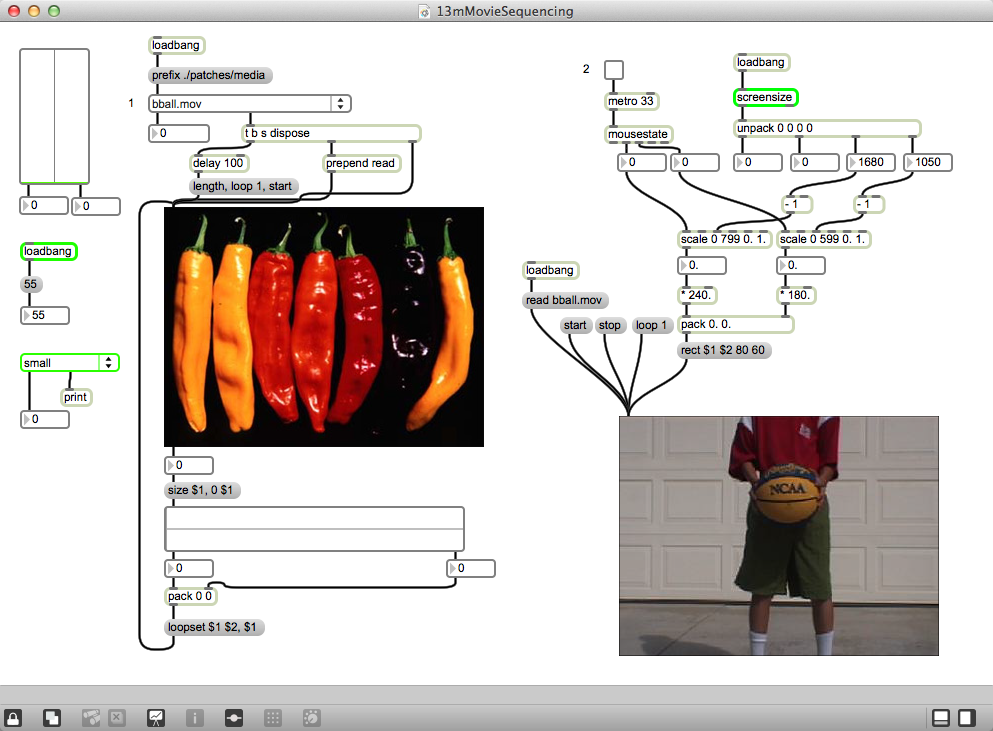 13mMovieSequencing
loadbang
prefix ./patches/media
1
bball.mov
0
t b s dispose
delay 100
prepend read
length, loop 1, start
0
0
loadbang
55
55
small
print
0
0
size $1, 0 $1
0
0
pack 0 0
loopset $1 $2, $1
2
metro 33
mousestate
0
0
loadbang
screensize
unpack 0 0 0 0
0
0
1680
1050
- 1
- 1
scale 0 799 0. 1.
scale 0 599 0. 1.
0.
0.
* 240.
* 180.
pack 0. 0.
rect $1 $2 80 60
loadbang
read bball.mov
start
stop
loop 1
NCAA